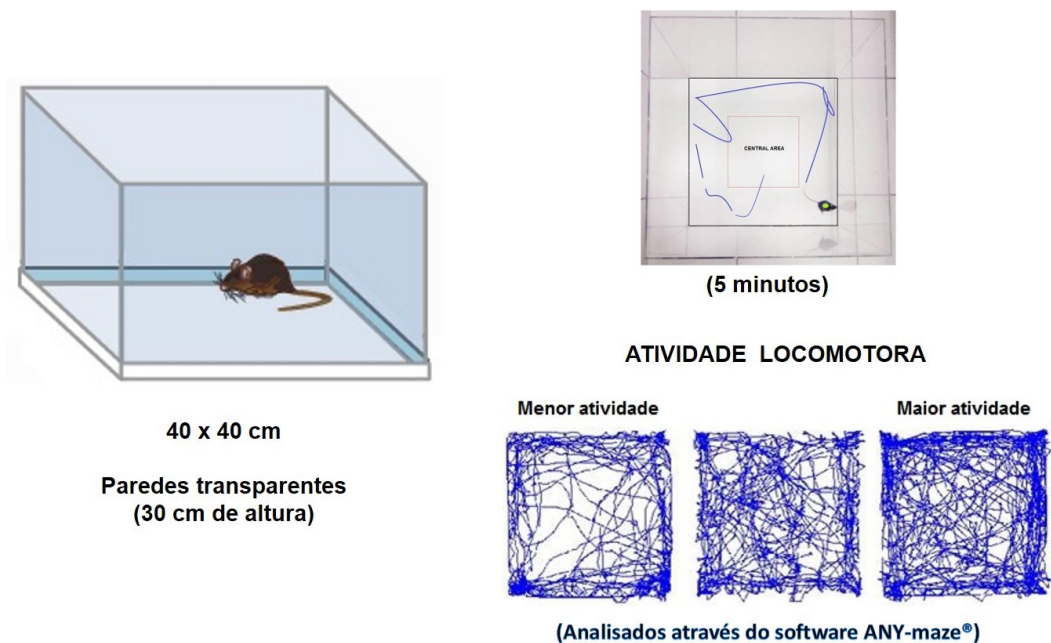 40 x 40 cm
Paredes transparentes
(30 cm de altura)
CENTRAL AREA
(5 minutos)
ATIVIDADE LOCOMOTORA
Menor atividade
Maior atividade
(Analisados através do software ANY-maze®)